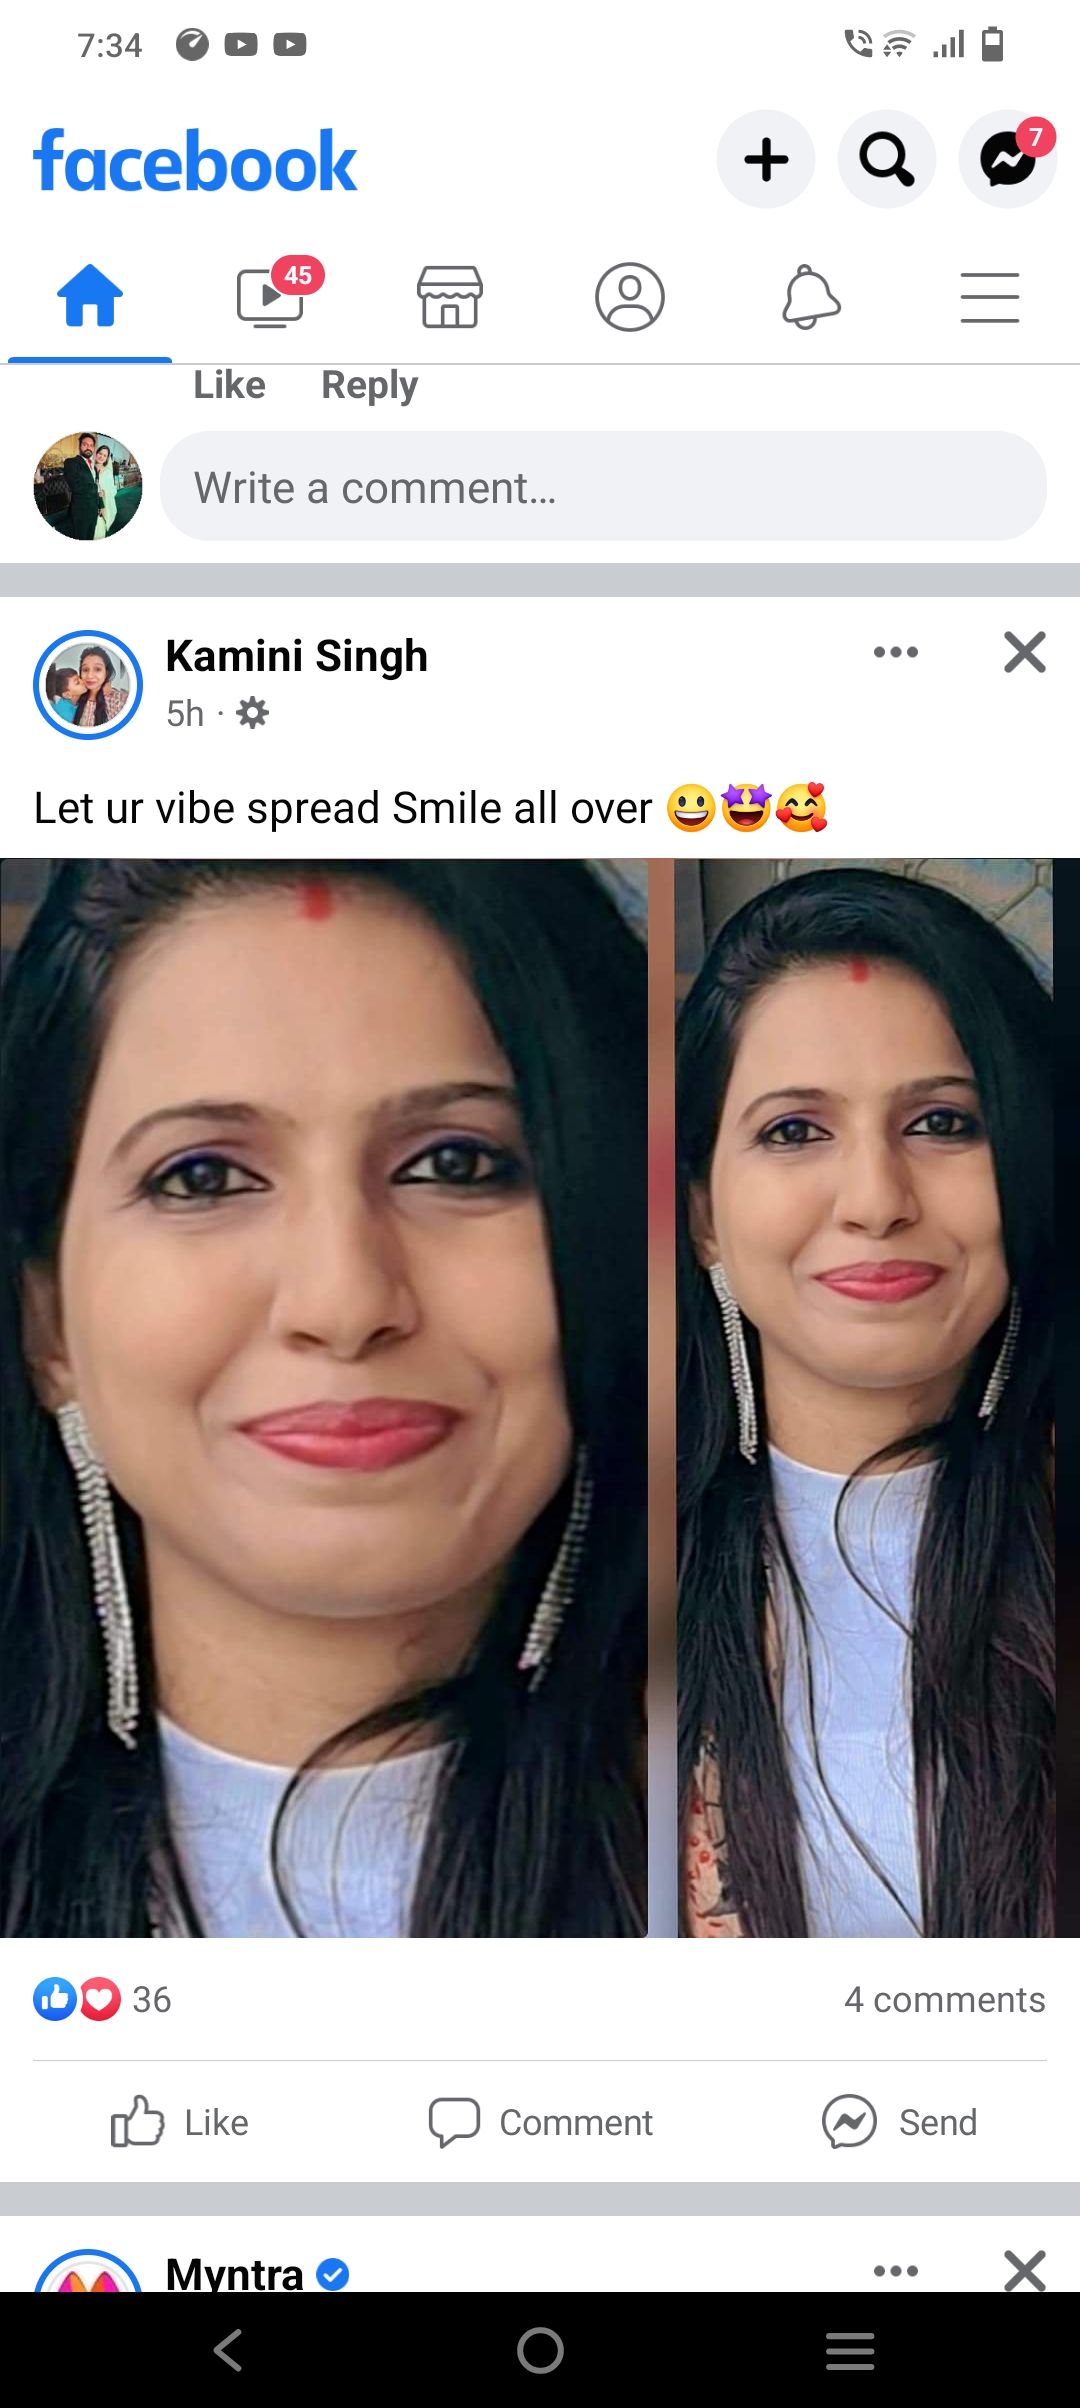 7:34
facebook
7
45
Like Reply
Write a comment...
Kamini Singh
5h ·
Let ur vibe spread Smile all over 😃🤩🥰
36 4 comments
Like Comment Send
Myntra